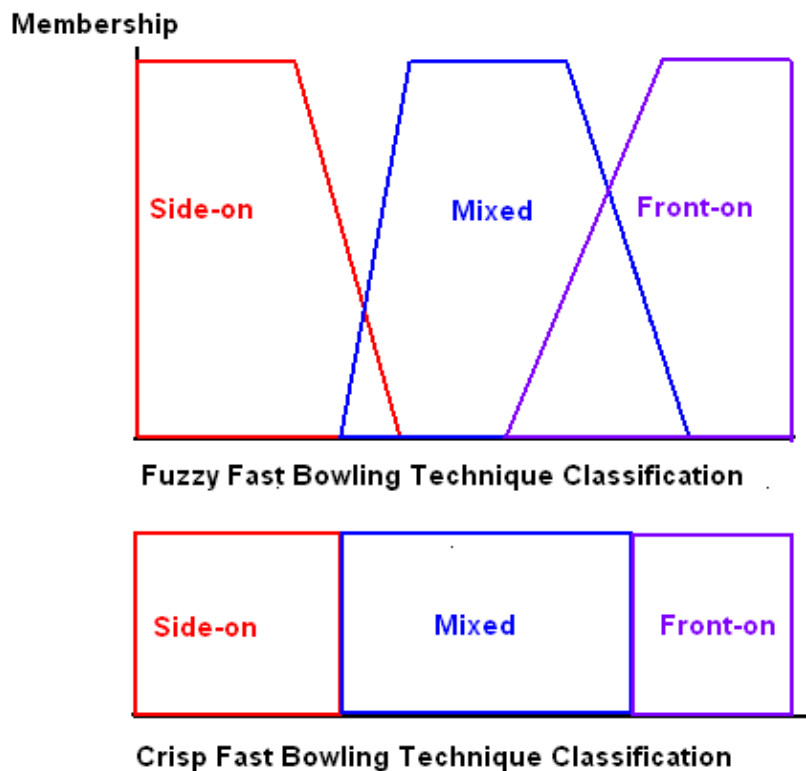 Membership
Side-on Mixed Front-on
Fuzzy Fast Bowling Technique Classification
Side-on Mixed Front-on
Crisp Fast Bowling Technique Classification